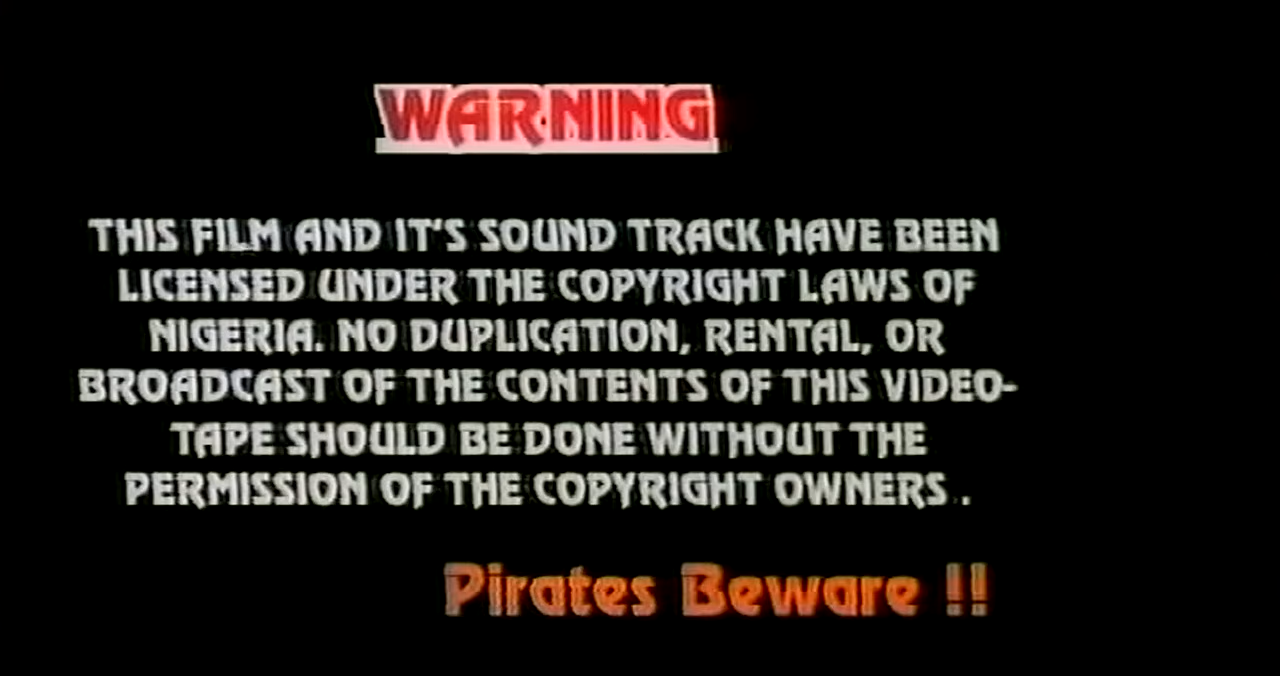 WARNING
THIS FILM AND IT'S SOUND TRACK HAVE BEEN
LICENSED UNDER THE COPYRIGHT LAWS OF
NIGERIA. NO DUPLICATION, RENTAL, OR
BROADCAST OF THE CONTENTS OF THIS VIDEO-
TAPE SHOULD BE DONE WITHOUT THE
PERMISSION OF THE COPYRIGHT OWNERS .
Pirates Beware !!